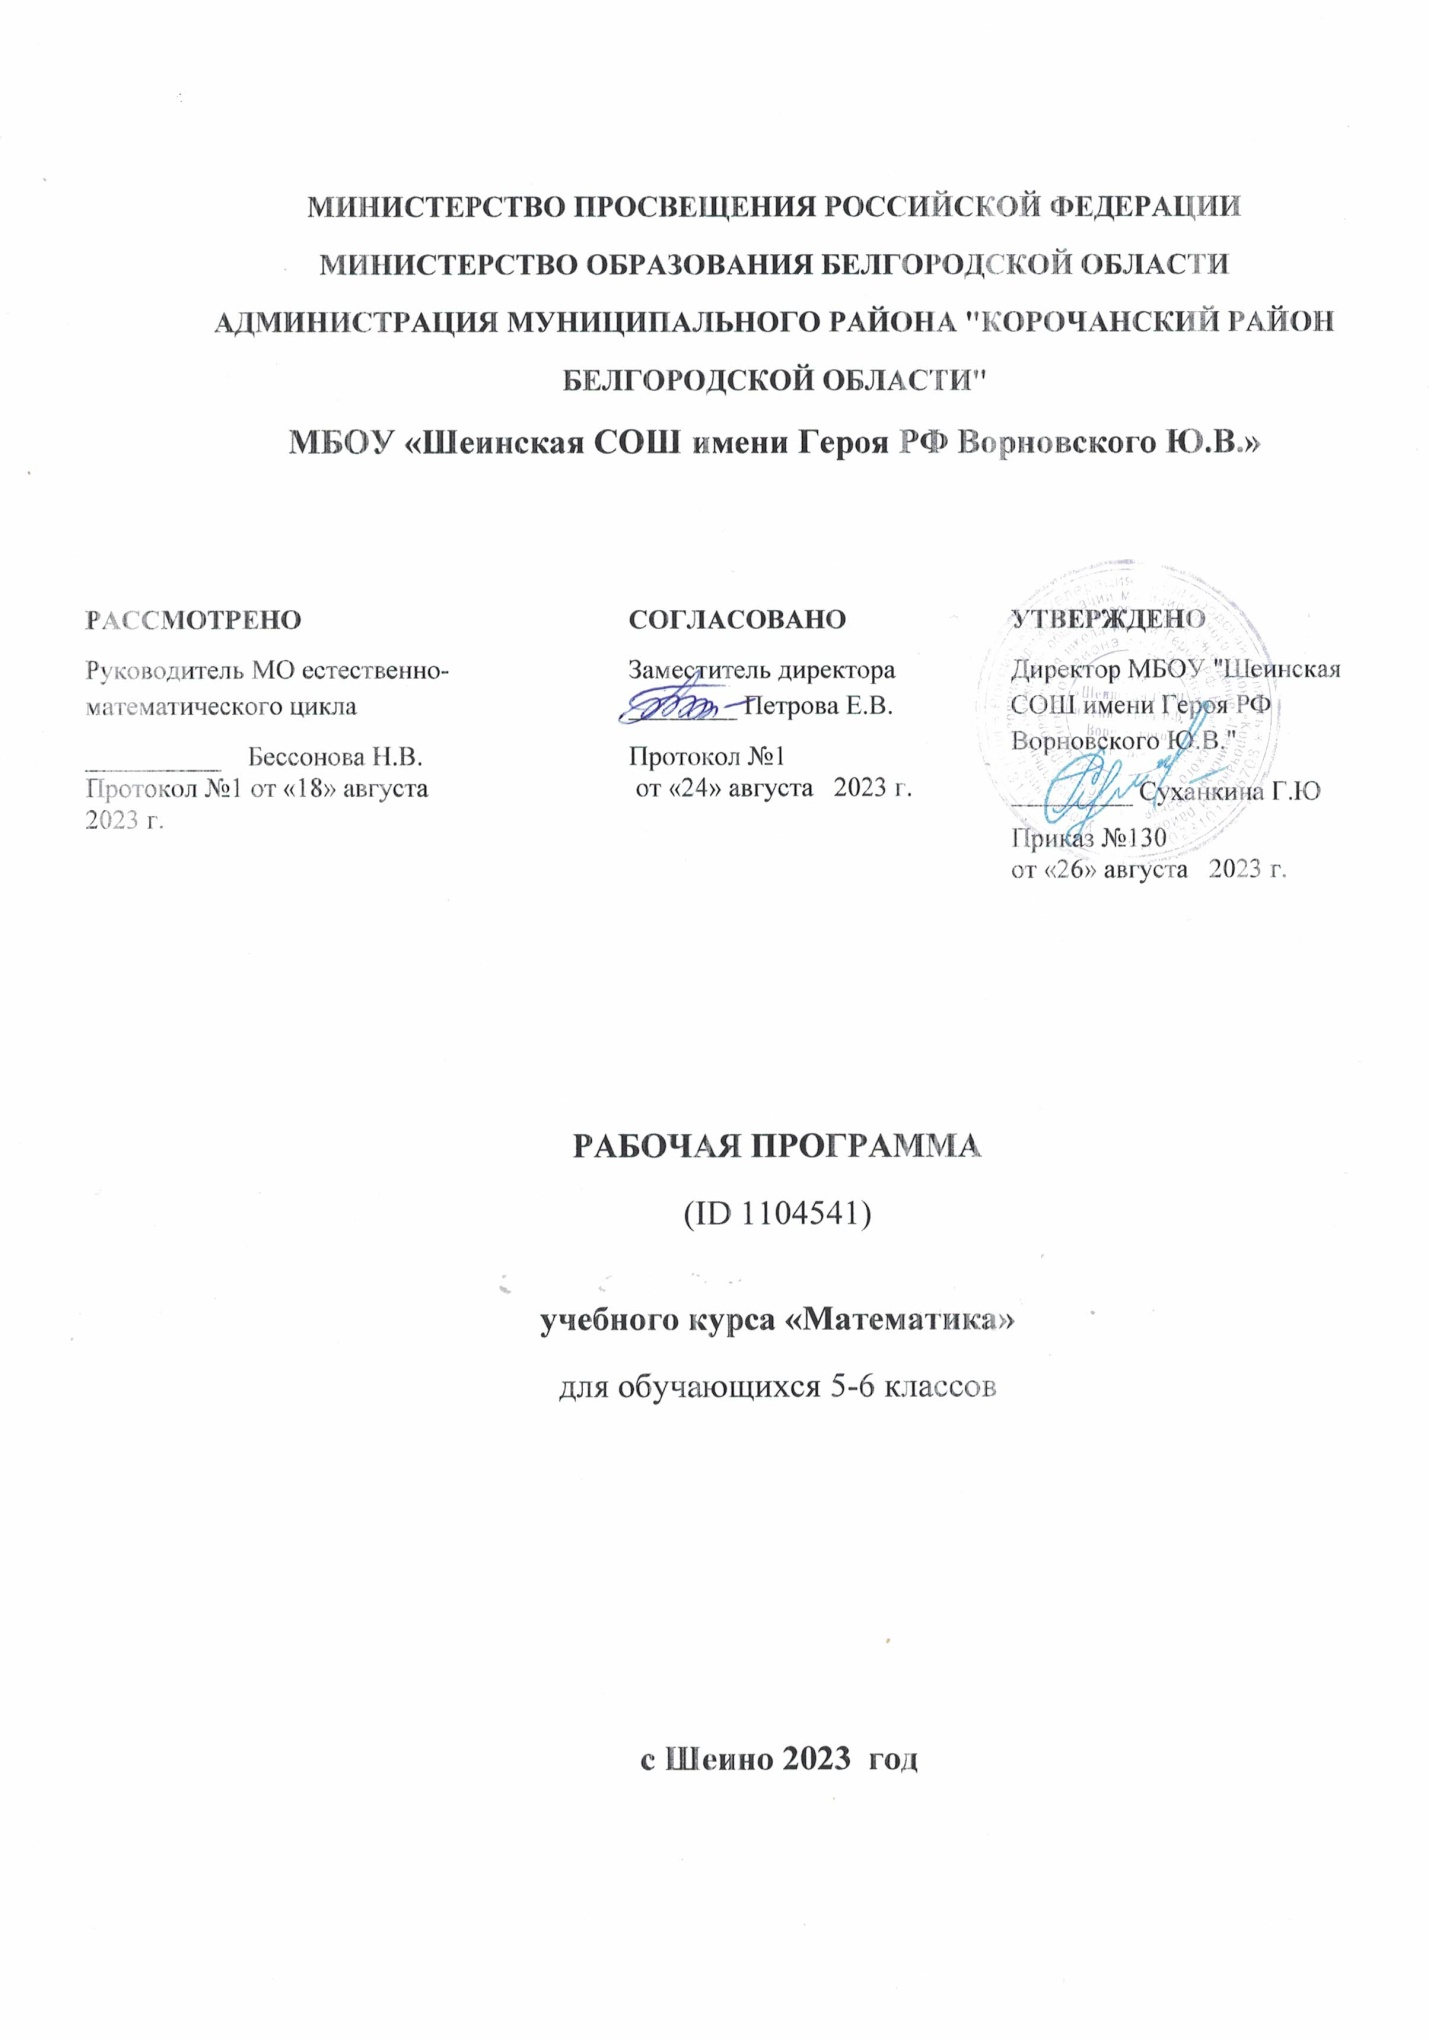 МИНИСТЕРСТВО ПРОСВЕЩЕНИЯ РОССИЙСКОЙ ФЕДЕРАЦИИ
МИНИСТЕРСТВО ОБРАЗОВАНИЯ БЕЛГОРОДСКОЙ ОБЛАСТИ
АДМИНИСТРАЦИЯ МУНИЦИПАЛЬНОГО РАЙОНА "КОРОЧАНСКИЙ РАЙОН
БЕЛГОРОДСКОЙ ОБЛАСТИ"
МБОУ «Шеинская СОШ имени Героя РФ Ворновского Ю.В.»
РАССМОТРЕНО
Руководитель МО естественно-
математического цикла
__________ Бессонова Н.В.
Протокол №1 от «18» августа
2023 г.
СОГЛАСОВАНО
Заместитель директора
________ Петрова Е.В.
Протокол №1
от «24» августа 2023 г.
УТВЕРЖДЕНО
Директор МБОУ "Шеинская
СОШ имени Героя РФ
Ворновского Ю.В."
_________ Суханкина Г.Ю
Приказ №130
от «26» августа 2023 г.
РАБОЧАЯ ПРОГРАММА
(ID 1104541)
учебного курса «Математика»
для обучающихся 5-6 классов
с Шеино 2023 год